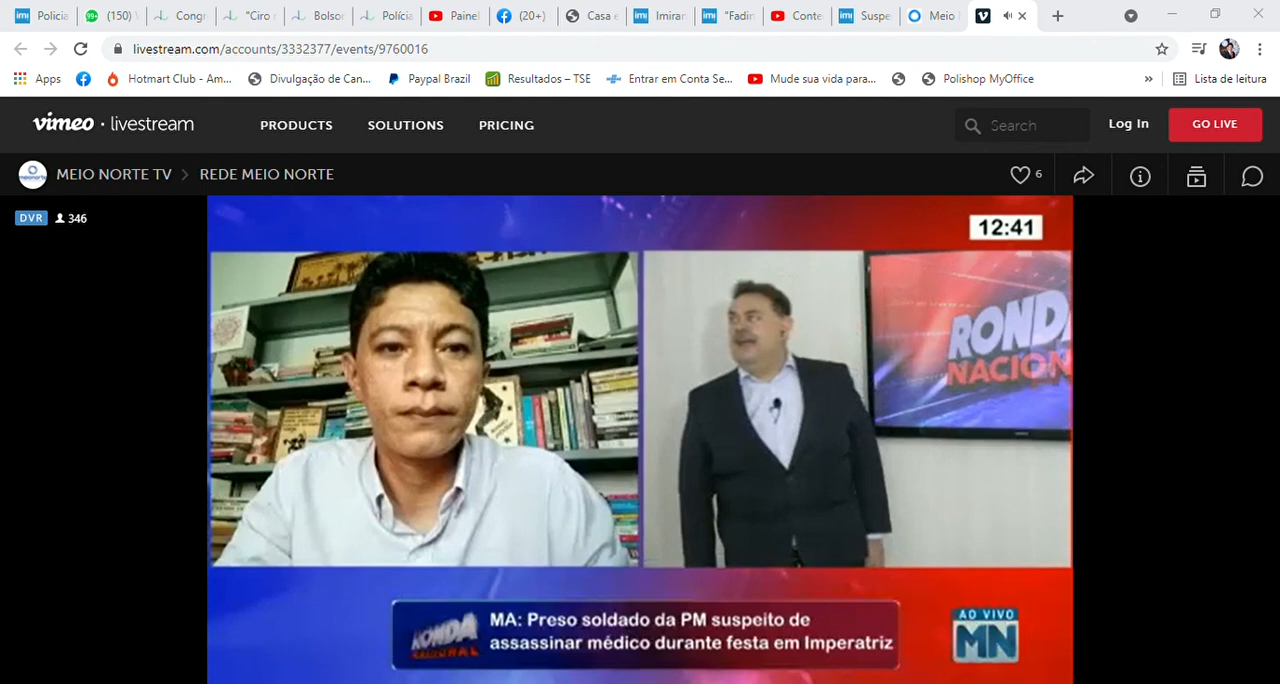 Policia
(150)
Congr
"Ciro
Bolsor
Polícia
Painel
(20+)
Casa e
Imiran
"Fadin
Conte
Suspe
Meio
livestream.com/accounts/3332377/events/9760016
Apps
Hotmart Club - Am...
Divulgação de Can...
Paypal Brazil
Resultados – TSE
Entrar em Conta Se...
Mude sua vida para...
Polishop MyOffice
»
Lista de leitura
vimeo · livestream
PRODUCTS
SOLUTIONS
PRICING
Search
Log In
GO LIVE
MEIO NORTE TV > REDE MEIO NORTE
6
DVR 346
12:41
RONDA
NACION
RONDA
NACIONAL
MA: Preso soldado da PM suspeito de
assassinar médico durante festa em Imperatriz
AO VIVO
MN